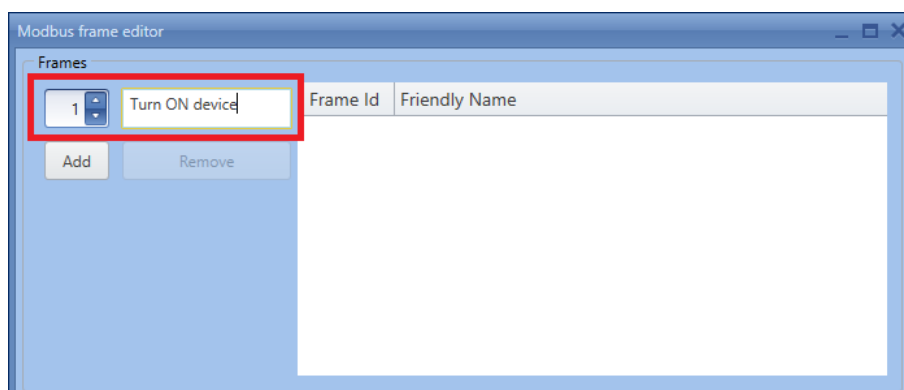 Modbus frame editor
Frames
1 Turn ON device Frame Id Friendly Name
Add Remove